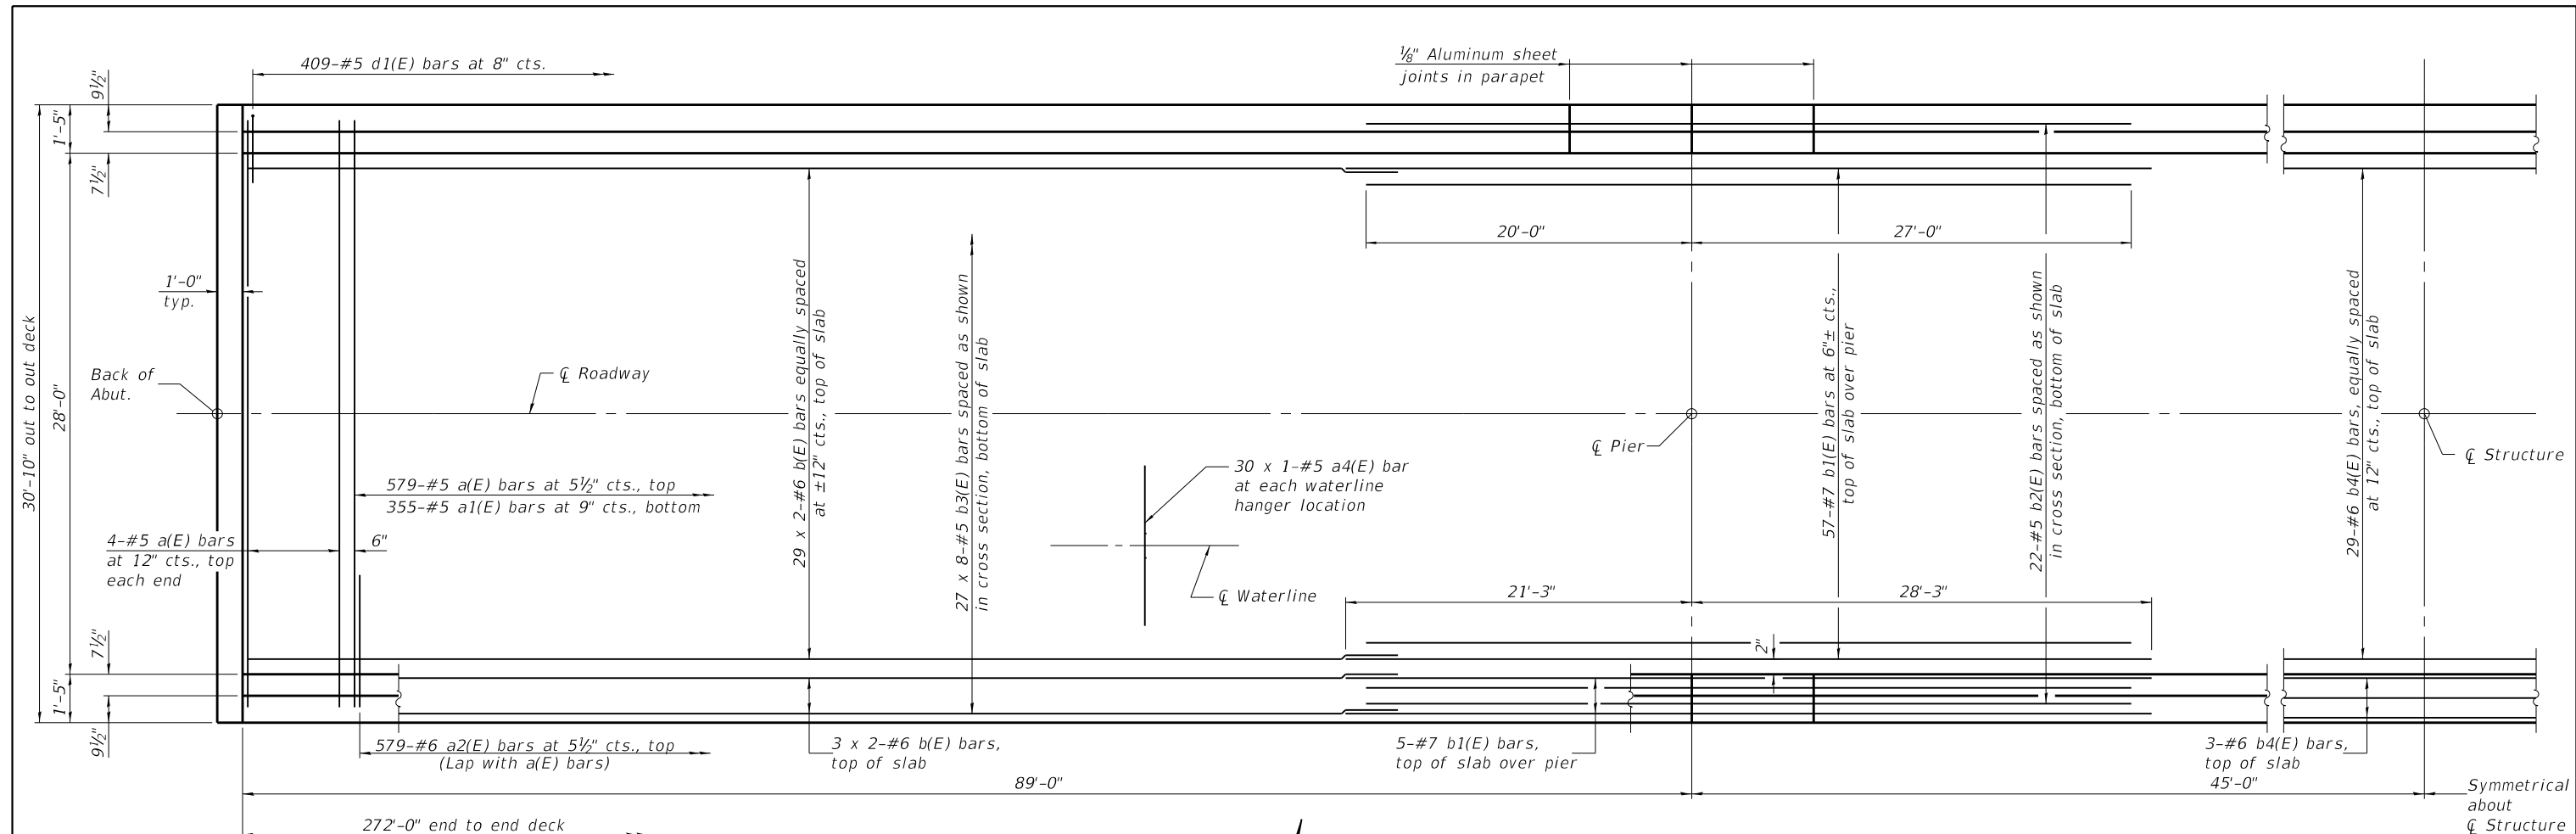 409-#5 d1(E) bars at 8" cts.
⅛" Aluminum sheet
joints in parapet
9½"
1'-5"
7½"
30'-10" out to out deck
28'-0"
1'-0"
typ.
Back of
Abut.
℄ Roadway
29 x 2-#6 b(E) bars equally spaced
at ±12" cts., top of slab
27 x 8-#5 b3(E) bars spaced as shown
in cross section, bottom of slab
20'-0"
27'-0"
57-#7 b1(E) bars at 6"± cts.,
top of slab over pier
22-#5 b2(E) bars spaced as shown
in cross section, bottom of slab
29-#6 b4(E) bars, equally spaced
at 12" cts., top of slab
℄ Pier
℄ Structure
30 x 1-#5 a4(E) bar
at each waterline
hanger location
579-#5 a(E) bars at 5½" cts., top
355-#5 a1(E) bars at 9" cts., bottom
4-#5 a(E) bars
at 12" cts., top
each end
6"
℄ Waterline
21'-3"
28'-3"
2"
7½"
1'-5"
9½"
579-#6 a2(E) bars at 5½" cts., top
(Lap with a(E) bars)
3 x 2-#6 b(E) bars,
top of slab
5-#7 b1(E) bars,
top of slab over pier
3-#6 b4(E) bars,
top of slab
89'-0"
45'-0"
Symmetrical
about
℄ Structure
272'-0" end to end deck